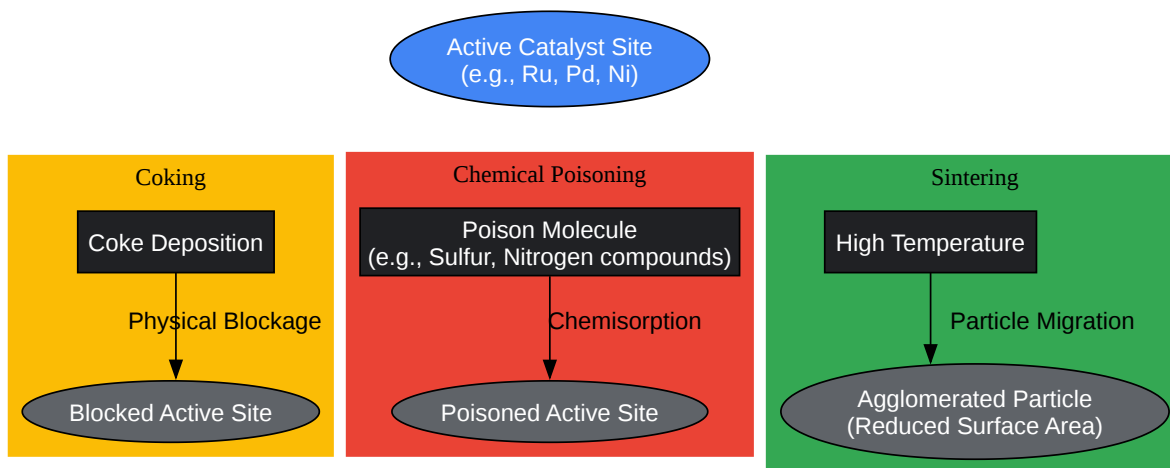 Active Catalyst Site
(e.g., Ru, Pd, Ni)
Coking
Coke Deposition
Physical Blockage
Blocked Active Site
Chemical Poisoning
Poison Molecule
(e.g., Sulfur, Nitrogen compounds)
Chemisorption
Poisoned Active Site
Sintering
High Temperature
Particle Migration
Agglomerated Particle
(Reduced Surface Area)